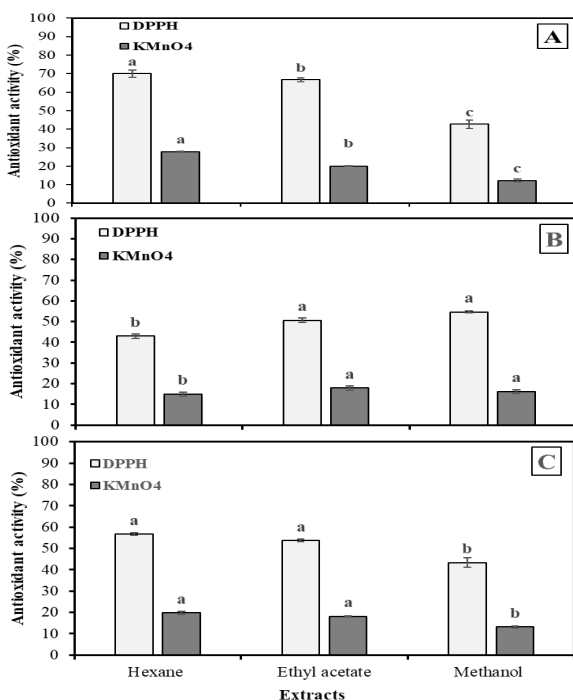 Antioxidant activity (%)
100
90
80
70
60
50
40
30
20
10
0
DPPH
KMnO4
A
a
a
b
b
c
c
Antioxidant activity (%)
100
90
80
70
60
50
40
30
20
10
0
DPPH
KMnO4
B
b
b
a
a
a
a
Antioxidant activity (%)
100
90
80
70
60
50
40
30
20
10
0
DPPH
KMnO4
C
a
a
a
a
b
b
Hexane
Ethyl acetate
Methanol
Extracts